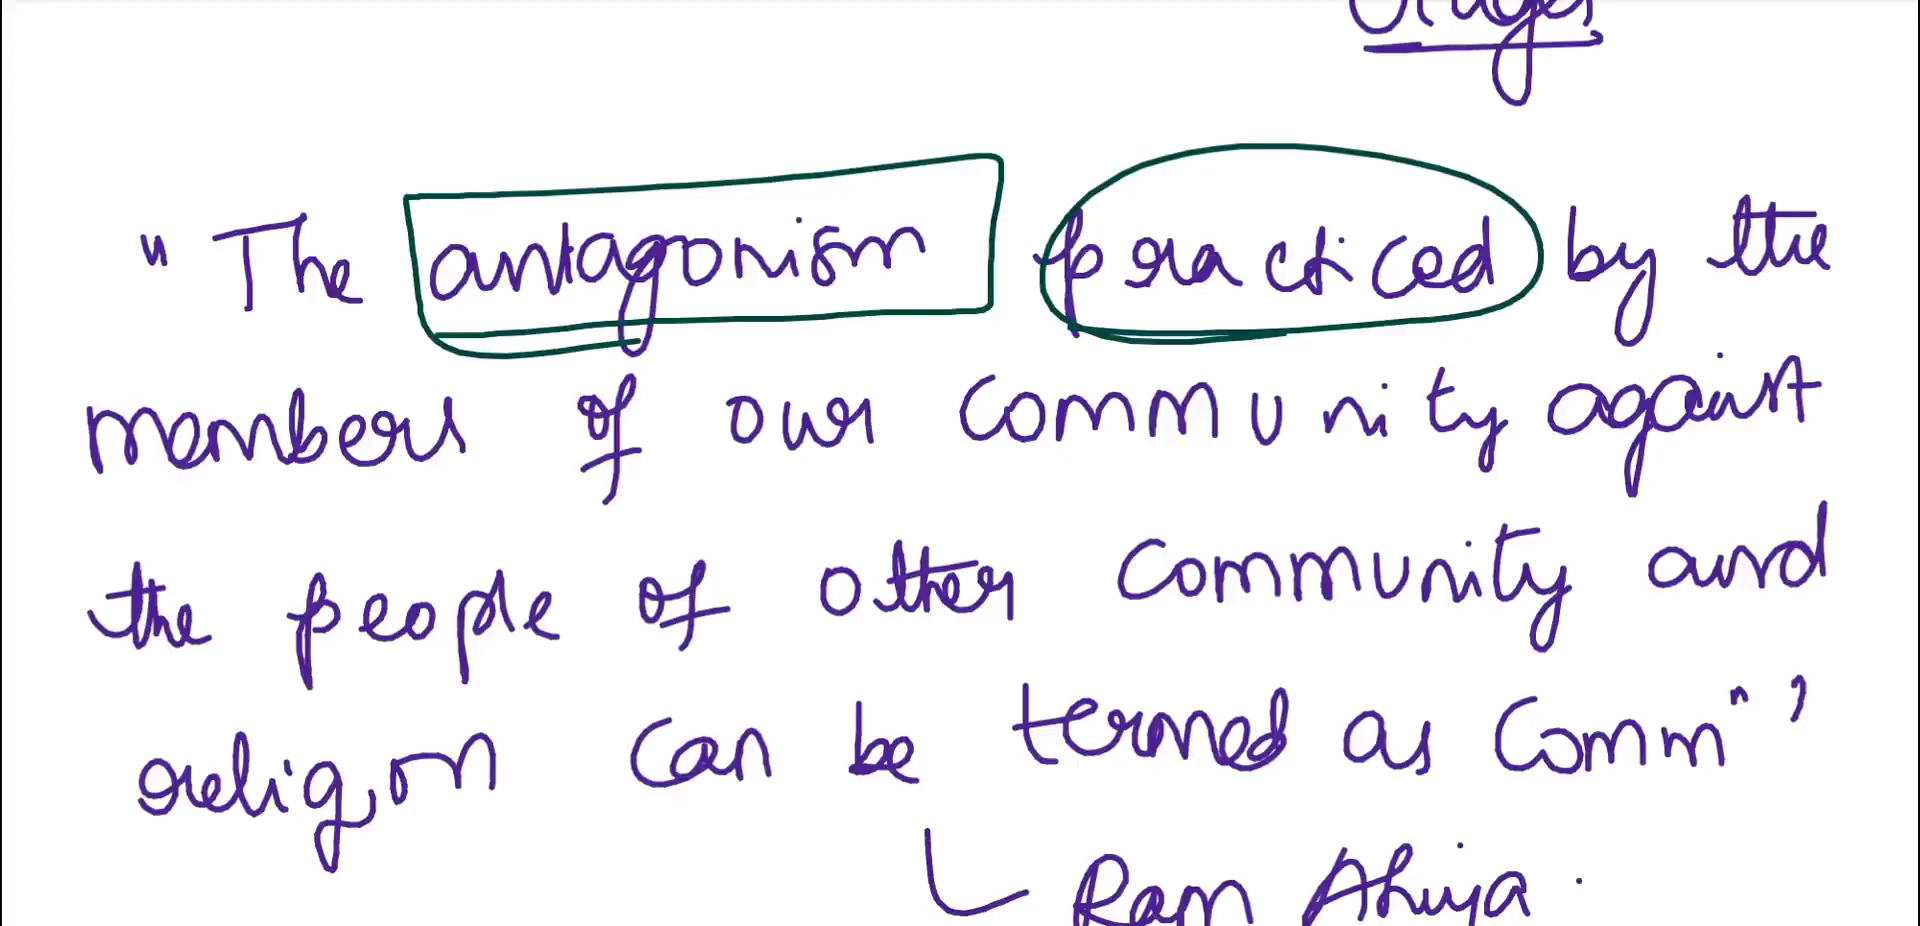 Stages
" The antagonism practiced by the
members of our community against
the people of other community and
religion can be termed as Comm"
Ram Ahuja.